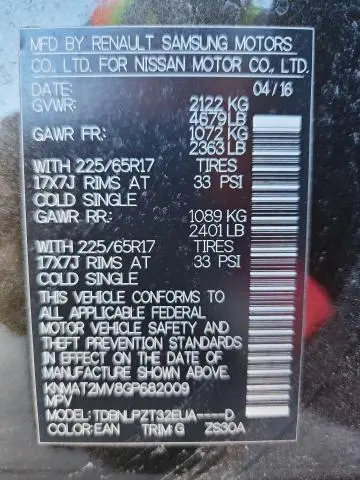 MFD BY RENAULT SAMSUNG MOTORS
CO., LTD. FOR NISSAN MOTOR CO., LTD.
DATE: 04/16
GVWR: 2122 KG
4679 LB
GAWR FR: 1072 KG
2363 LB
WITH 225/65R17 TIRES
17X7J RIMS AT 33 PSI
COLD SINGLE
GAWR RR: 1089 KG
2401 LB
WITH 225/65R17 TIRES
17X7J RIMS AT 33 PSI
COLD SINGLE
THIS VEHICLE CONFORMS TO
ALL APPLICABLE FEDERAL
MOTOR VEHICLE SAFETY AND
THEFT PREVENTION STANDARDS
IN EFFECT ON THE DATE OF
MANUFACTURE SHOWN ABOVE.
KNMAT2MV8GP682009
MPV
MODEL: TDBNLPZT32EUA----D
COLOR: EAN TRIM: G ZS30A